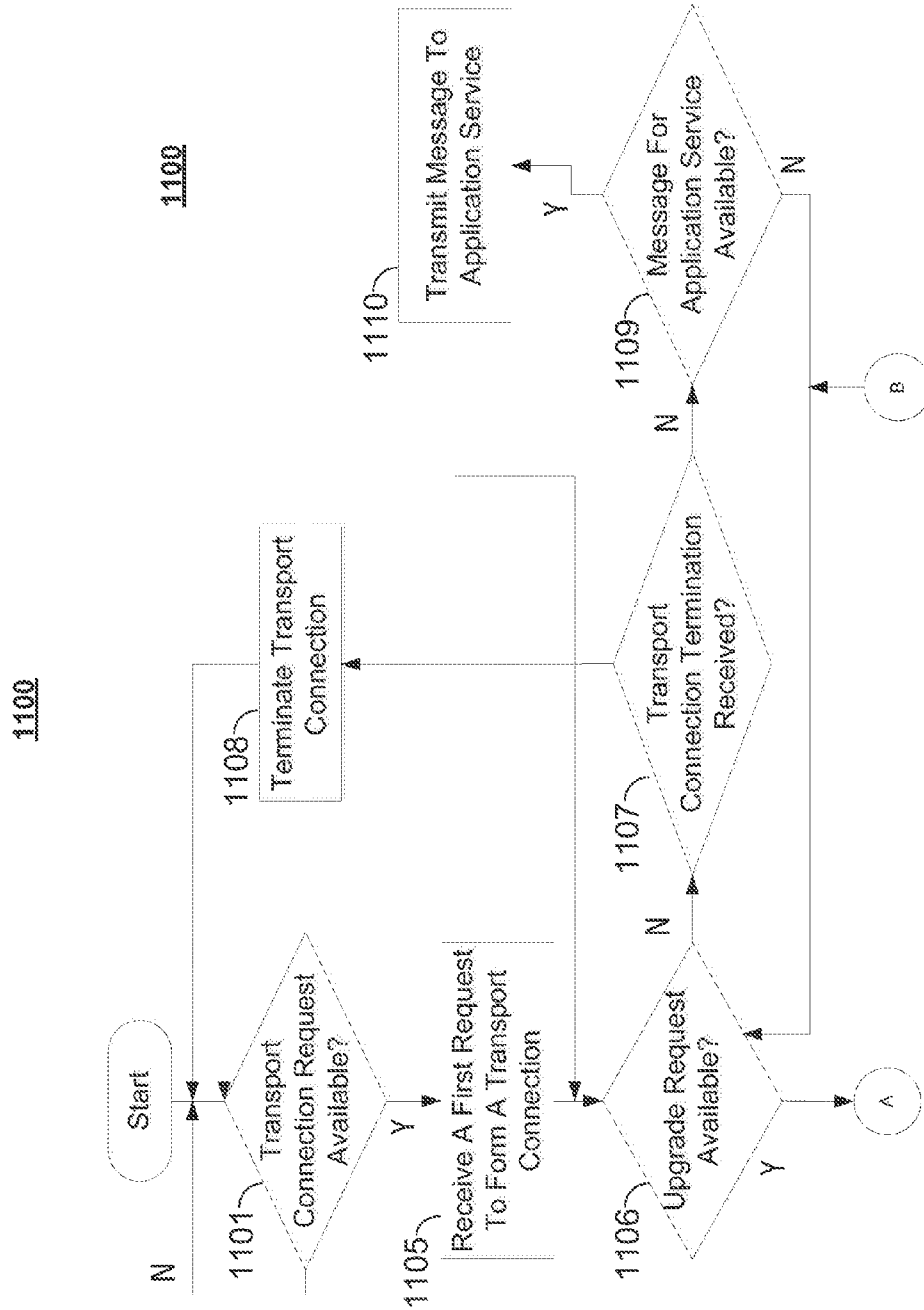 1100
1100
Start
N
1101
Transport
Connection Request
Available?
Y
1105
Receive A First Request
To Form A Transport
Connection
1106
Upgrade Request
Available?
Y
A
N
1107
Transport
Connection Termination
Received?
1108
Terminate Transport
Connection
N
1109
Message For
Application Service
Available?
Y
N
1110
Transmit Message To
Application Service
B